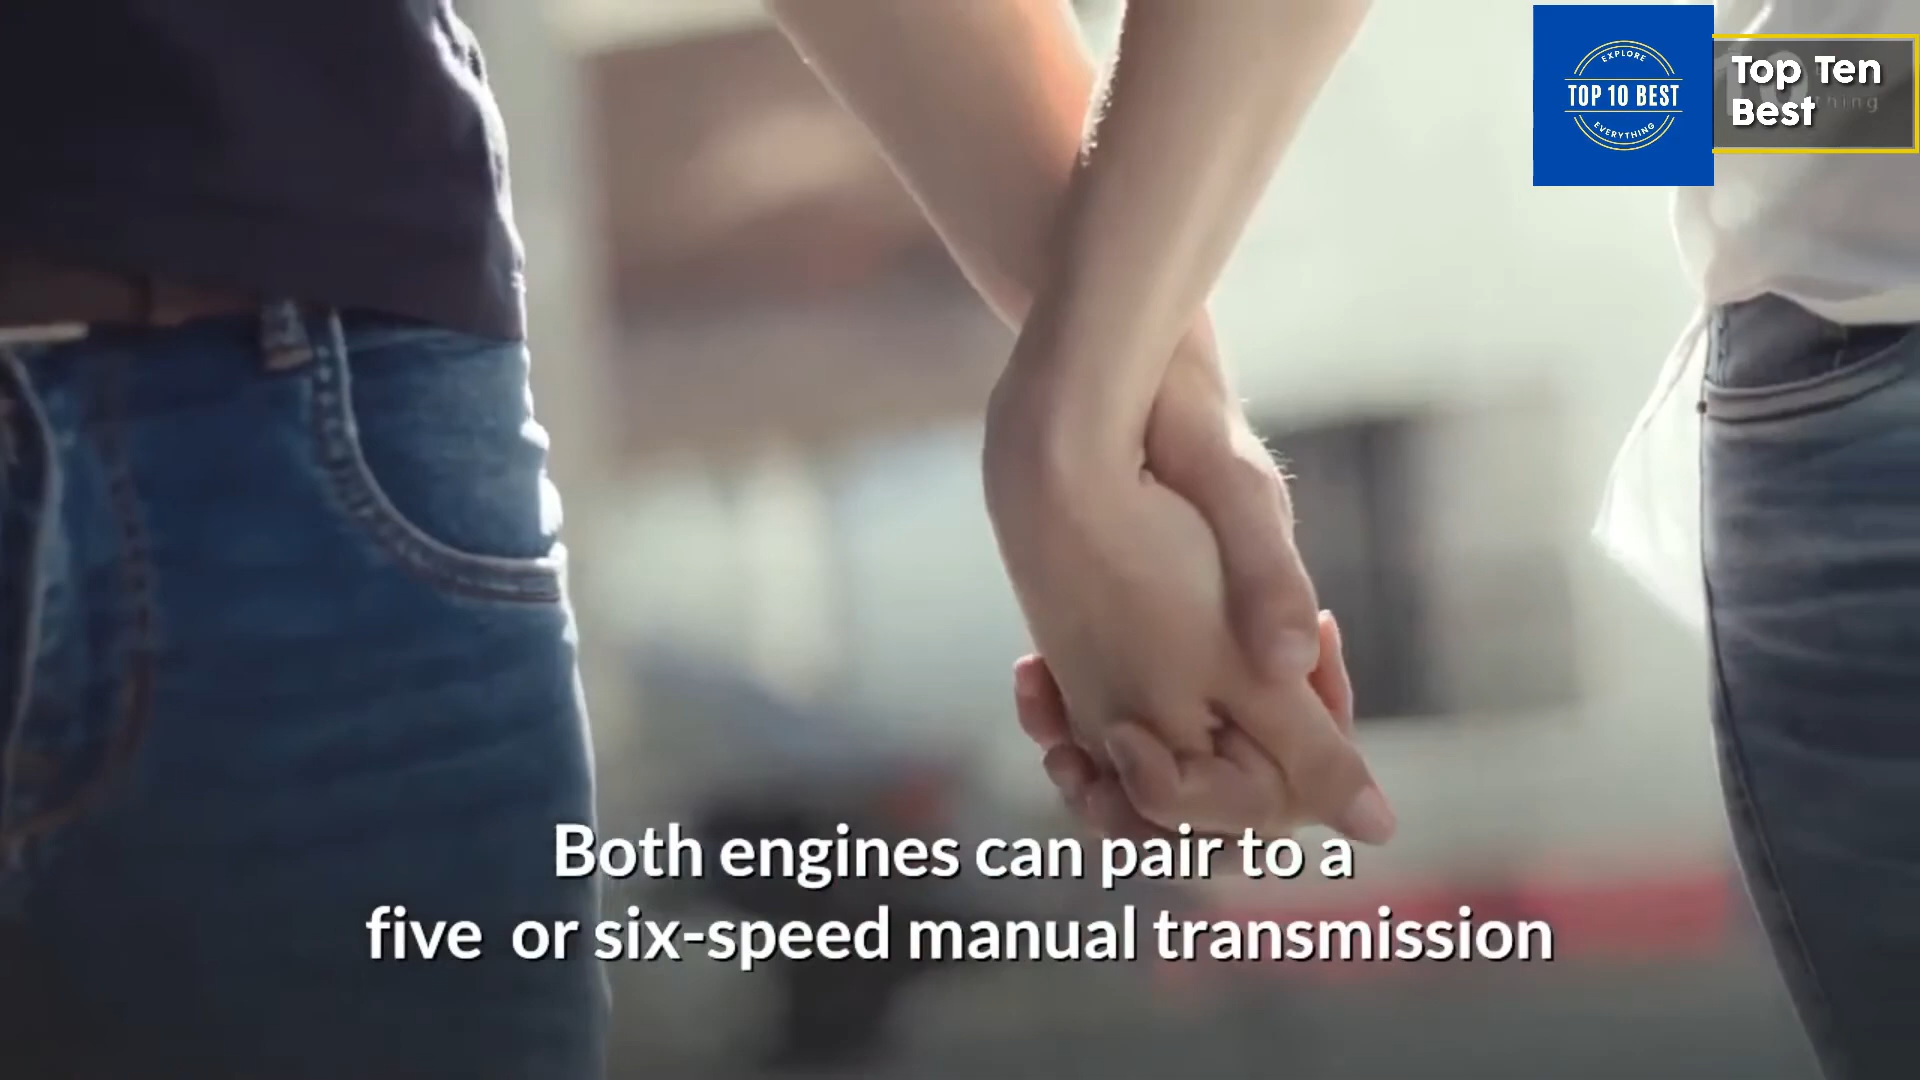 EXPLORE
TOP 10 BEST
EVERYTHING
Top Ten
Best
Both engines can pair to a
five or six-speed manual transmission